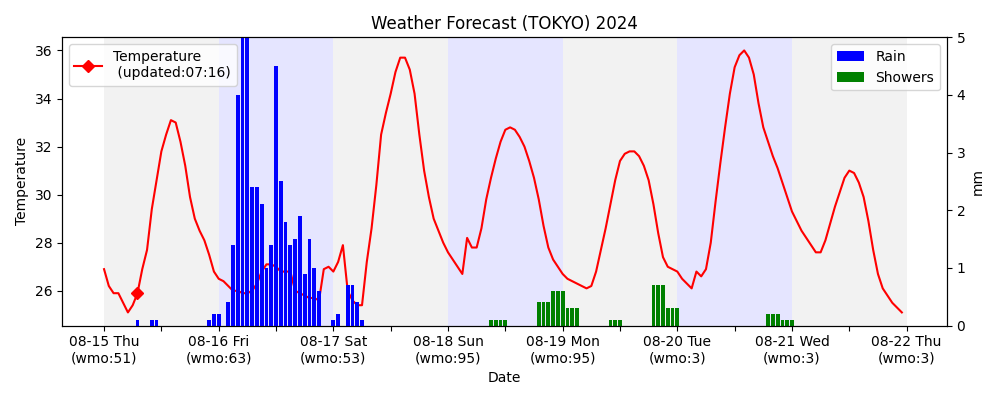 Weather Forecast (TOKYO) 2024
Temperature
(updated:07:16)
Rain
Showers
Temperature
36
34
32
30
28
26
5
4
3
2
1
0
mm
08-15 Thu
(wmo:51)
08-16 Fri
(wmo:63)
08-17 Sat
(wmo:53)
08-18 Sun
(wmo:95)
08-19 Mon
(wmo:95)
08-20 Tue
(wmo:3)
08-21 Wed
(wmo:3)
08-22 Thu
(wmo:3)
Date